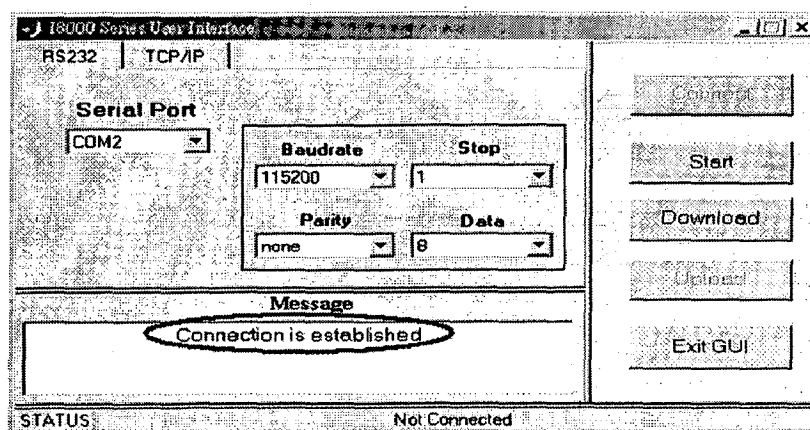 I8000 Series User Interface
RS232 TCP/IP
Serial Port
COM2
Baudrate Stop
115200 1
Parity Data
none 8
Message
Connection is established
Connect
Start
Download
Upload
Exit GUI
STATUS: Not Connected